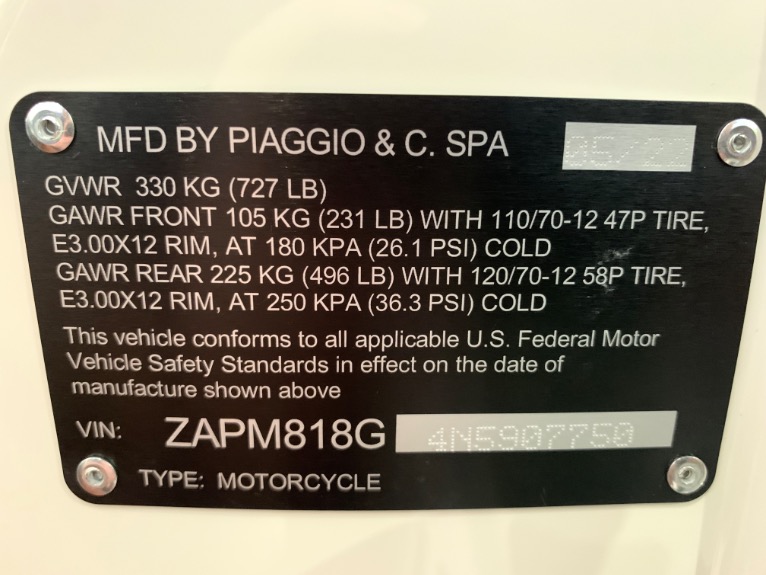 MFD BY PIAGGIO & C. SPA
GVWR 330 KG (727 LB)
GAWR FRONT 105 KG (231 LB) WITH 110/70-12 47P TIRE,
E3.00X12 RIM, AT 180 KPA (26.1 PSI) COLD
GAWR REAR 225 KG (496 LB) WITH 120/70-12 58P TIRE,
E3.00X12 RIM, AT 250 KPA (36.3 PSI) COLD
This vehicle conforms to all applicable U.S. Federal Motor
Vehicle Safety Standards in effect on the date of
manufacture shown above
VIN: ZAPM818G 4N5907750
TYPE: MOTORCYCLE